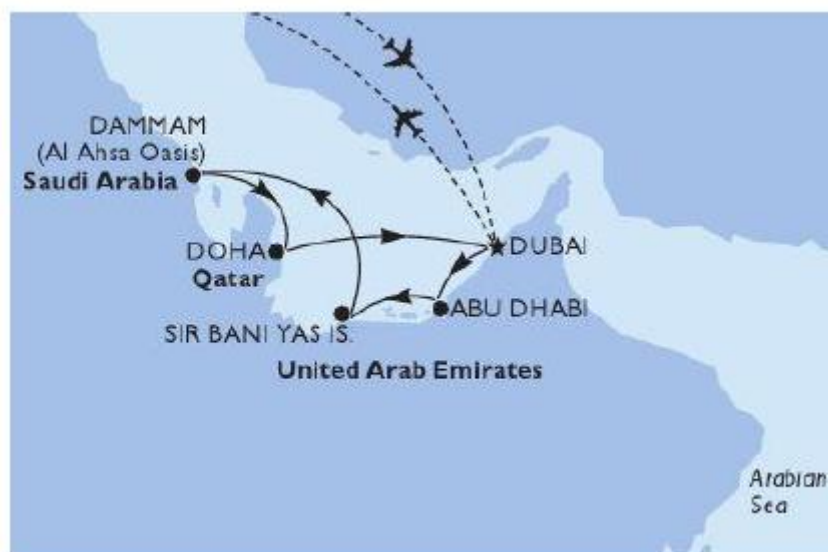 DAMMAM
(Al Ahsa Oasis)
Saudi Arabia
DOHA
Qatar
DUBAI
ABU DHABI
SIR BANI YAS IS.
United Arab Emirates
Arabian
Sea